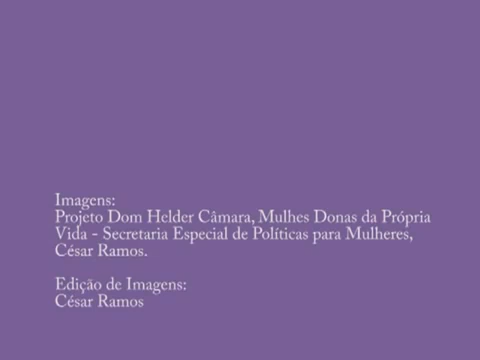 Imagens:
Projeto Dom Helder Câmara, Mulhes Donas da Própria
Vida - Secretaria Especial de Políticas para Mulheres,
César Ramos.
Edição de Imagens:
César Ramos